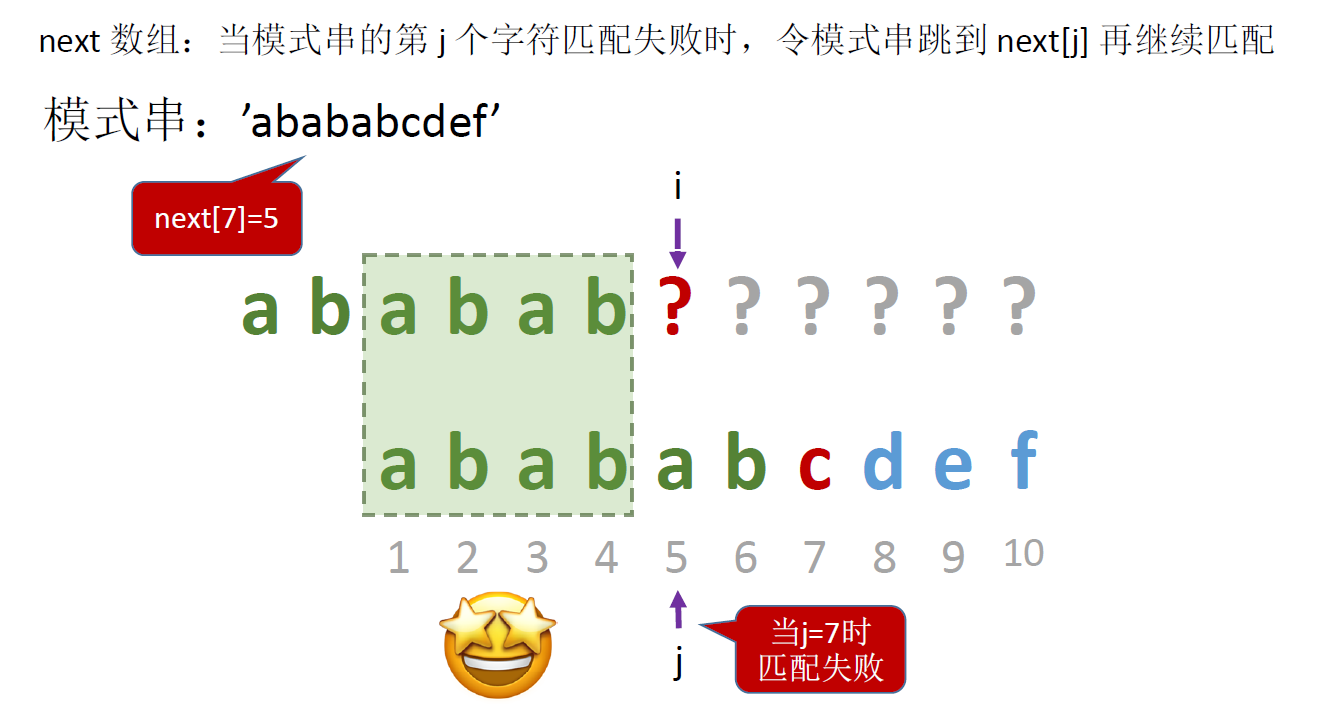 next 数组：当模式串的第 j 个字符匹配失败时，令模式串跳到 next[j] 再继续匹配
模式串：’abababcdef’
next[7]=5
i
a b a b a b ? ? ? ? ? ?
a b a b a b c d e f
1 2 3 4 5 6 7 8 9 10
当j=7时
匹配失败
j